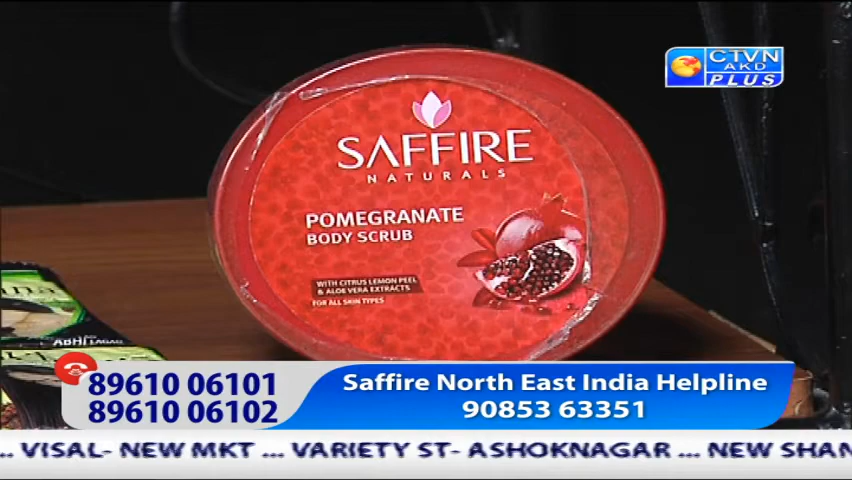 CTVN
AKD
PLUS
SAFFIRE
NATURALS
POMEGRANATE
BODY SCRUB
WITH CITRUS LEMON PEEL
& ALOE VERA EXTRACTS
FOR ALL SKIN TYPES
89610 06101
89610 06102
Saffire North East India Helpline
90853 63351
... VISAL- NEW MKT ... VARIETY ST- ASHOKNAGAR ... NEW SHAN